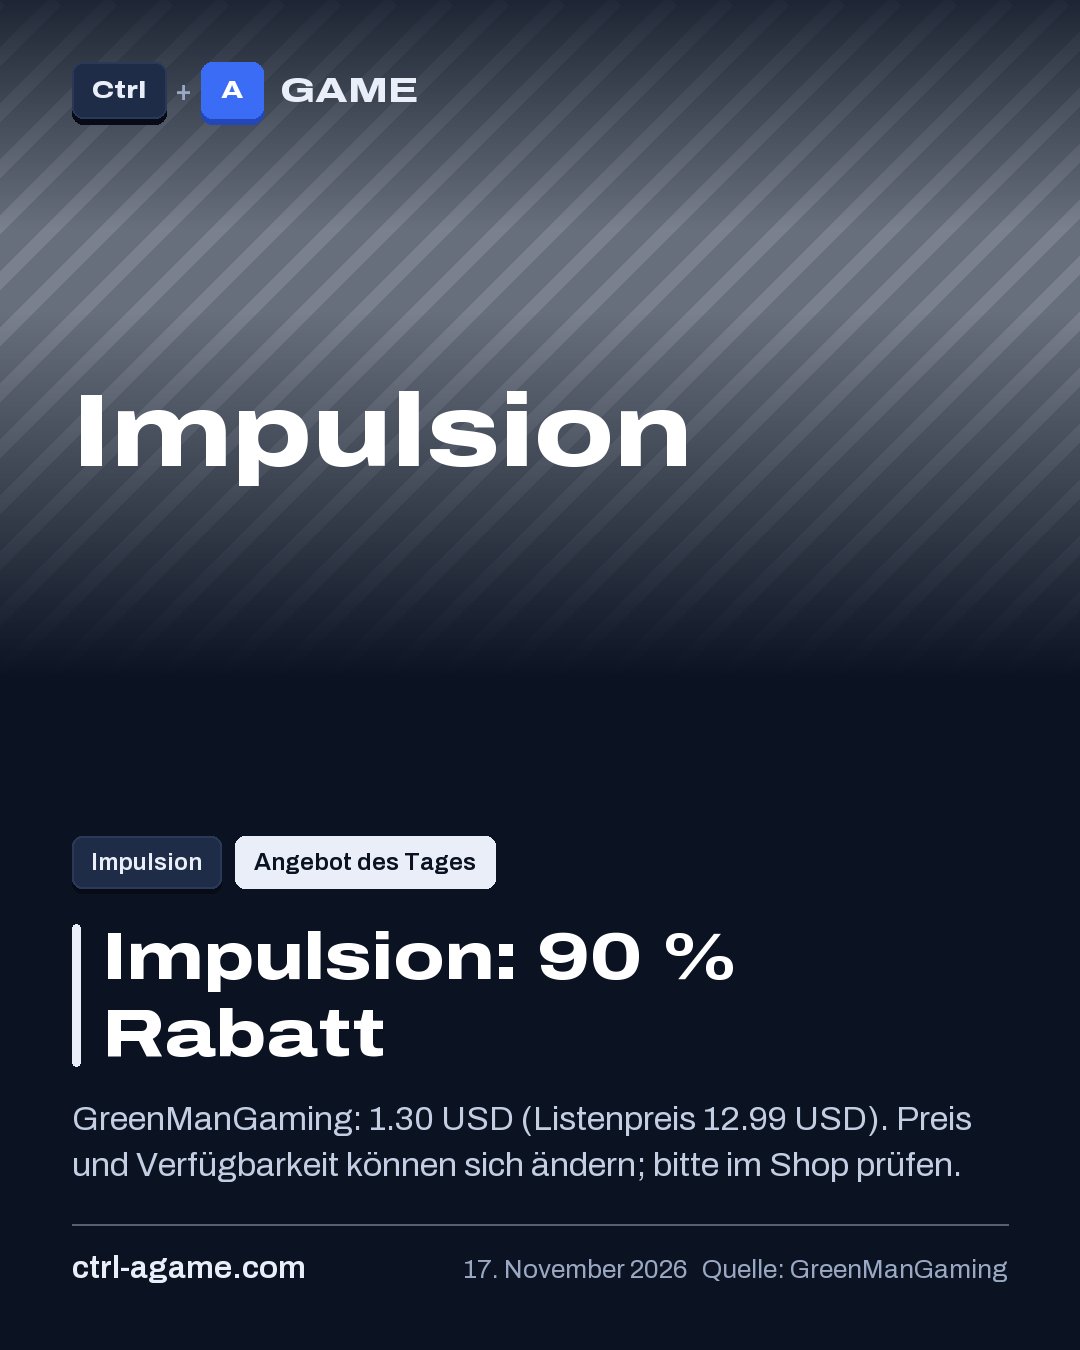 Ctrl + A GAME
Impulsion
Impulsion
Angebot des Tages
Impulsion: 90 %
Rabatt
GreenManGaming: 1.30 USD (Listenpreis 12.99 USD). Preis
und Verfügbarkeit können sich ändern; bitte im Shop prüfen.
ctrl-agame.com
17. November 2026 Quelle: GreenManGaming